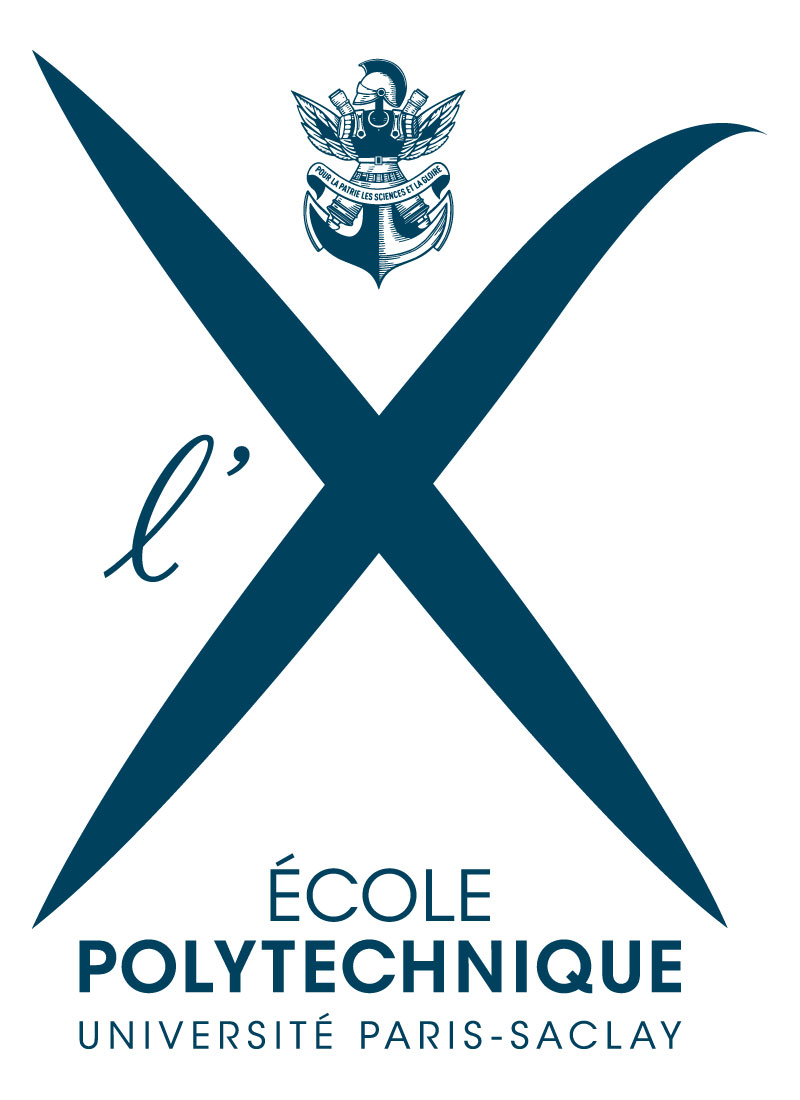 POUR LA PATRIE LES SCIENCES ET LA GLOIRE
l'X
ÉCOLE
POLYTECHNIQUE
UNIVERSITÉ PARIS-SACLAY